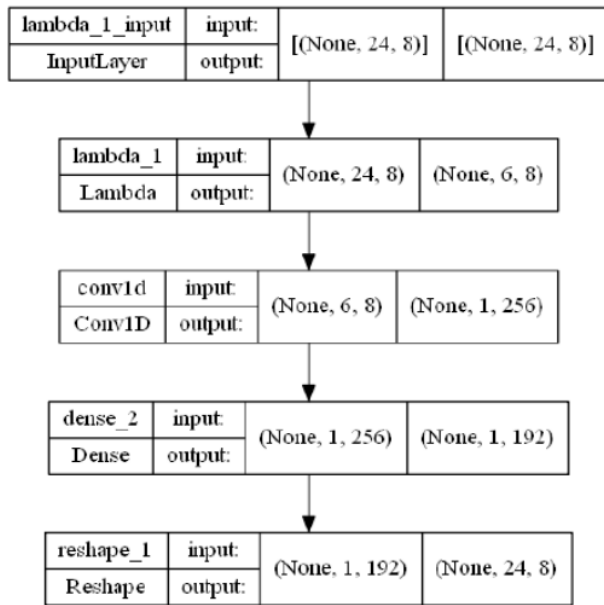 lambda_1_input input: [(None, 24, 8)] [(None, 24, 8)]
InputLayer output:
lambda_1 input: (None, 24, 8) (None, 6, 8)
Lambda output:
conv1d input: (None, 6, 8) (None, 1, 256)
Conv1D output:
dense_2 input: (None, 1, 256) (None, 1, 192)
Dense output:
reshape_1 input: (None, 1, 192) (None, 24, 8)
Reshape output: